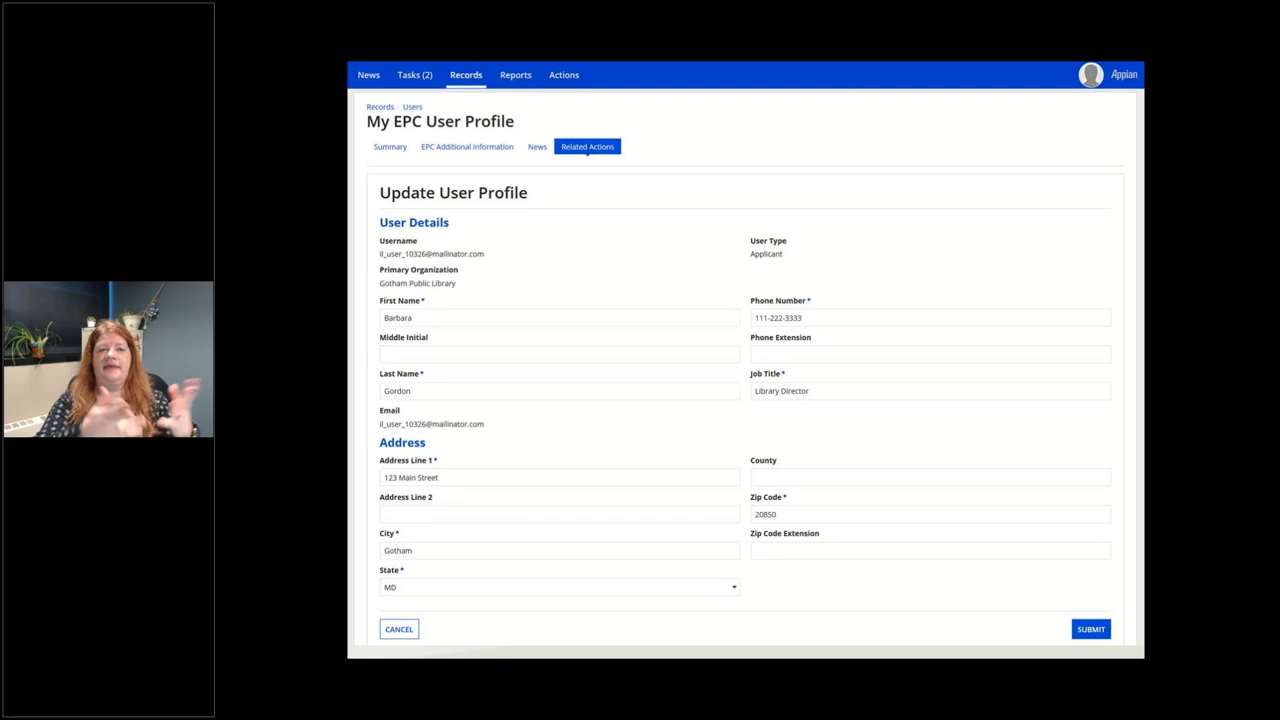 News Tasks (2) Records Reports Actions Appian
Records Users
My EPC User Profile
Summary EPC Additional Information News Related Actions
Update User Profile
User Details
Username User Type
il_user_10326@mailinator.com Applicant
Primary Organization
Gotham Public Library
First Name * Phone Number *
Barbara 111-222-3333
Middle Initial Phone Extension
Last Name * Job Title *
Gordon Library Director
Email
il_user_10326@mailinator.com
Address
Address Line 1 * County
123 Main Street
Address Line 2 Zip Code *
20850
City * Zip Code Extension
Gotham
State *
MD
CANCEL SUBMIT